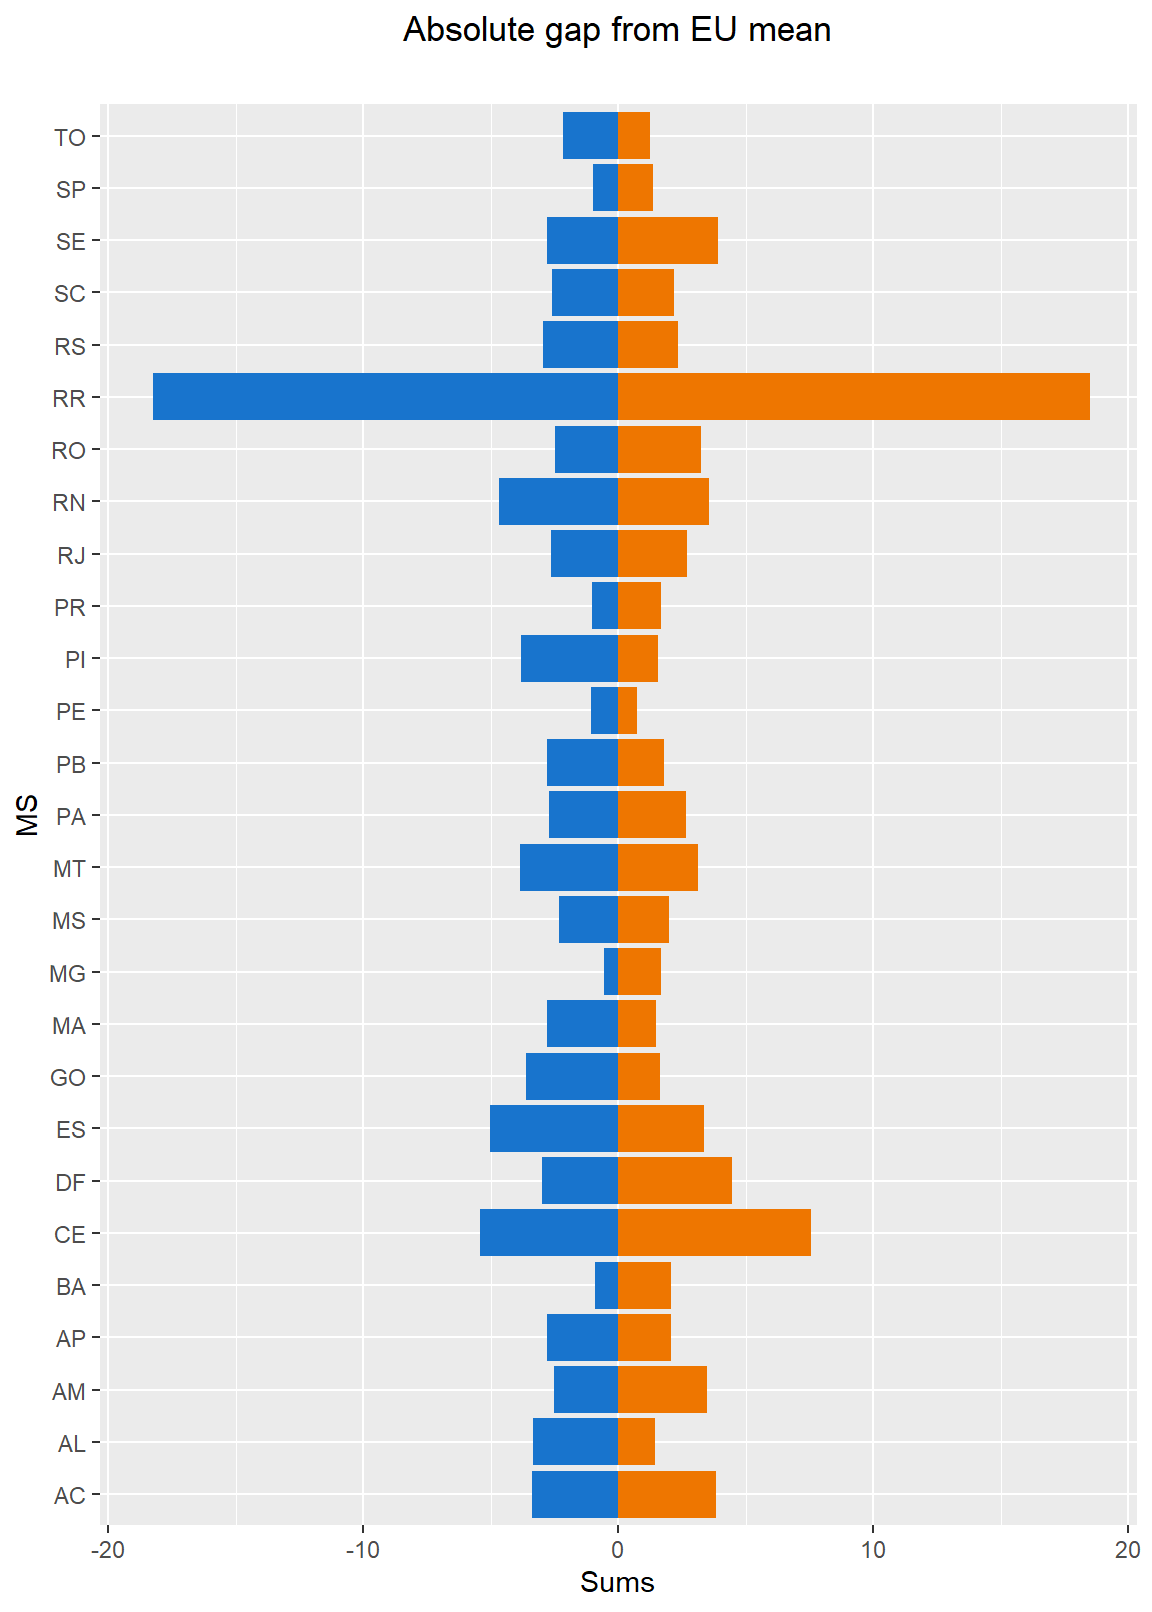 Absolute gap from EU mean
TO
SP
SE
SC
RS
RR
RO
RN
RJ
PR
PI
PE
PB
PA
MS
MT
MS
MG
MA
GO
ES
DF
CE
BA
AP
AM
AL
AC
-20 -10 0 10 20
Sums